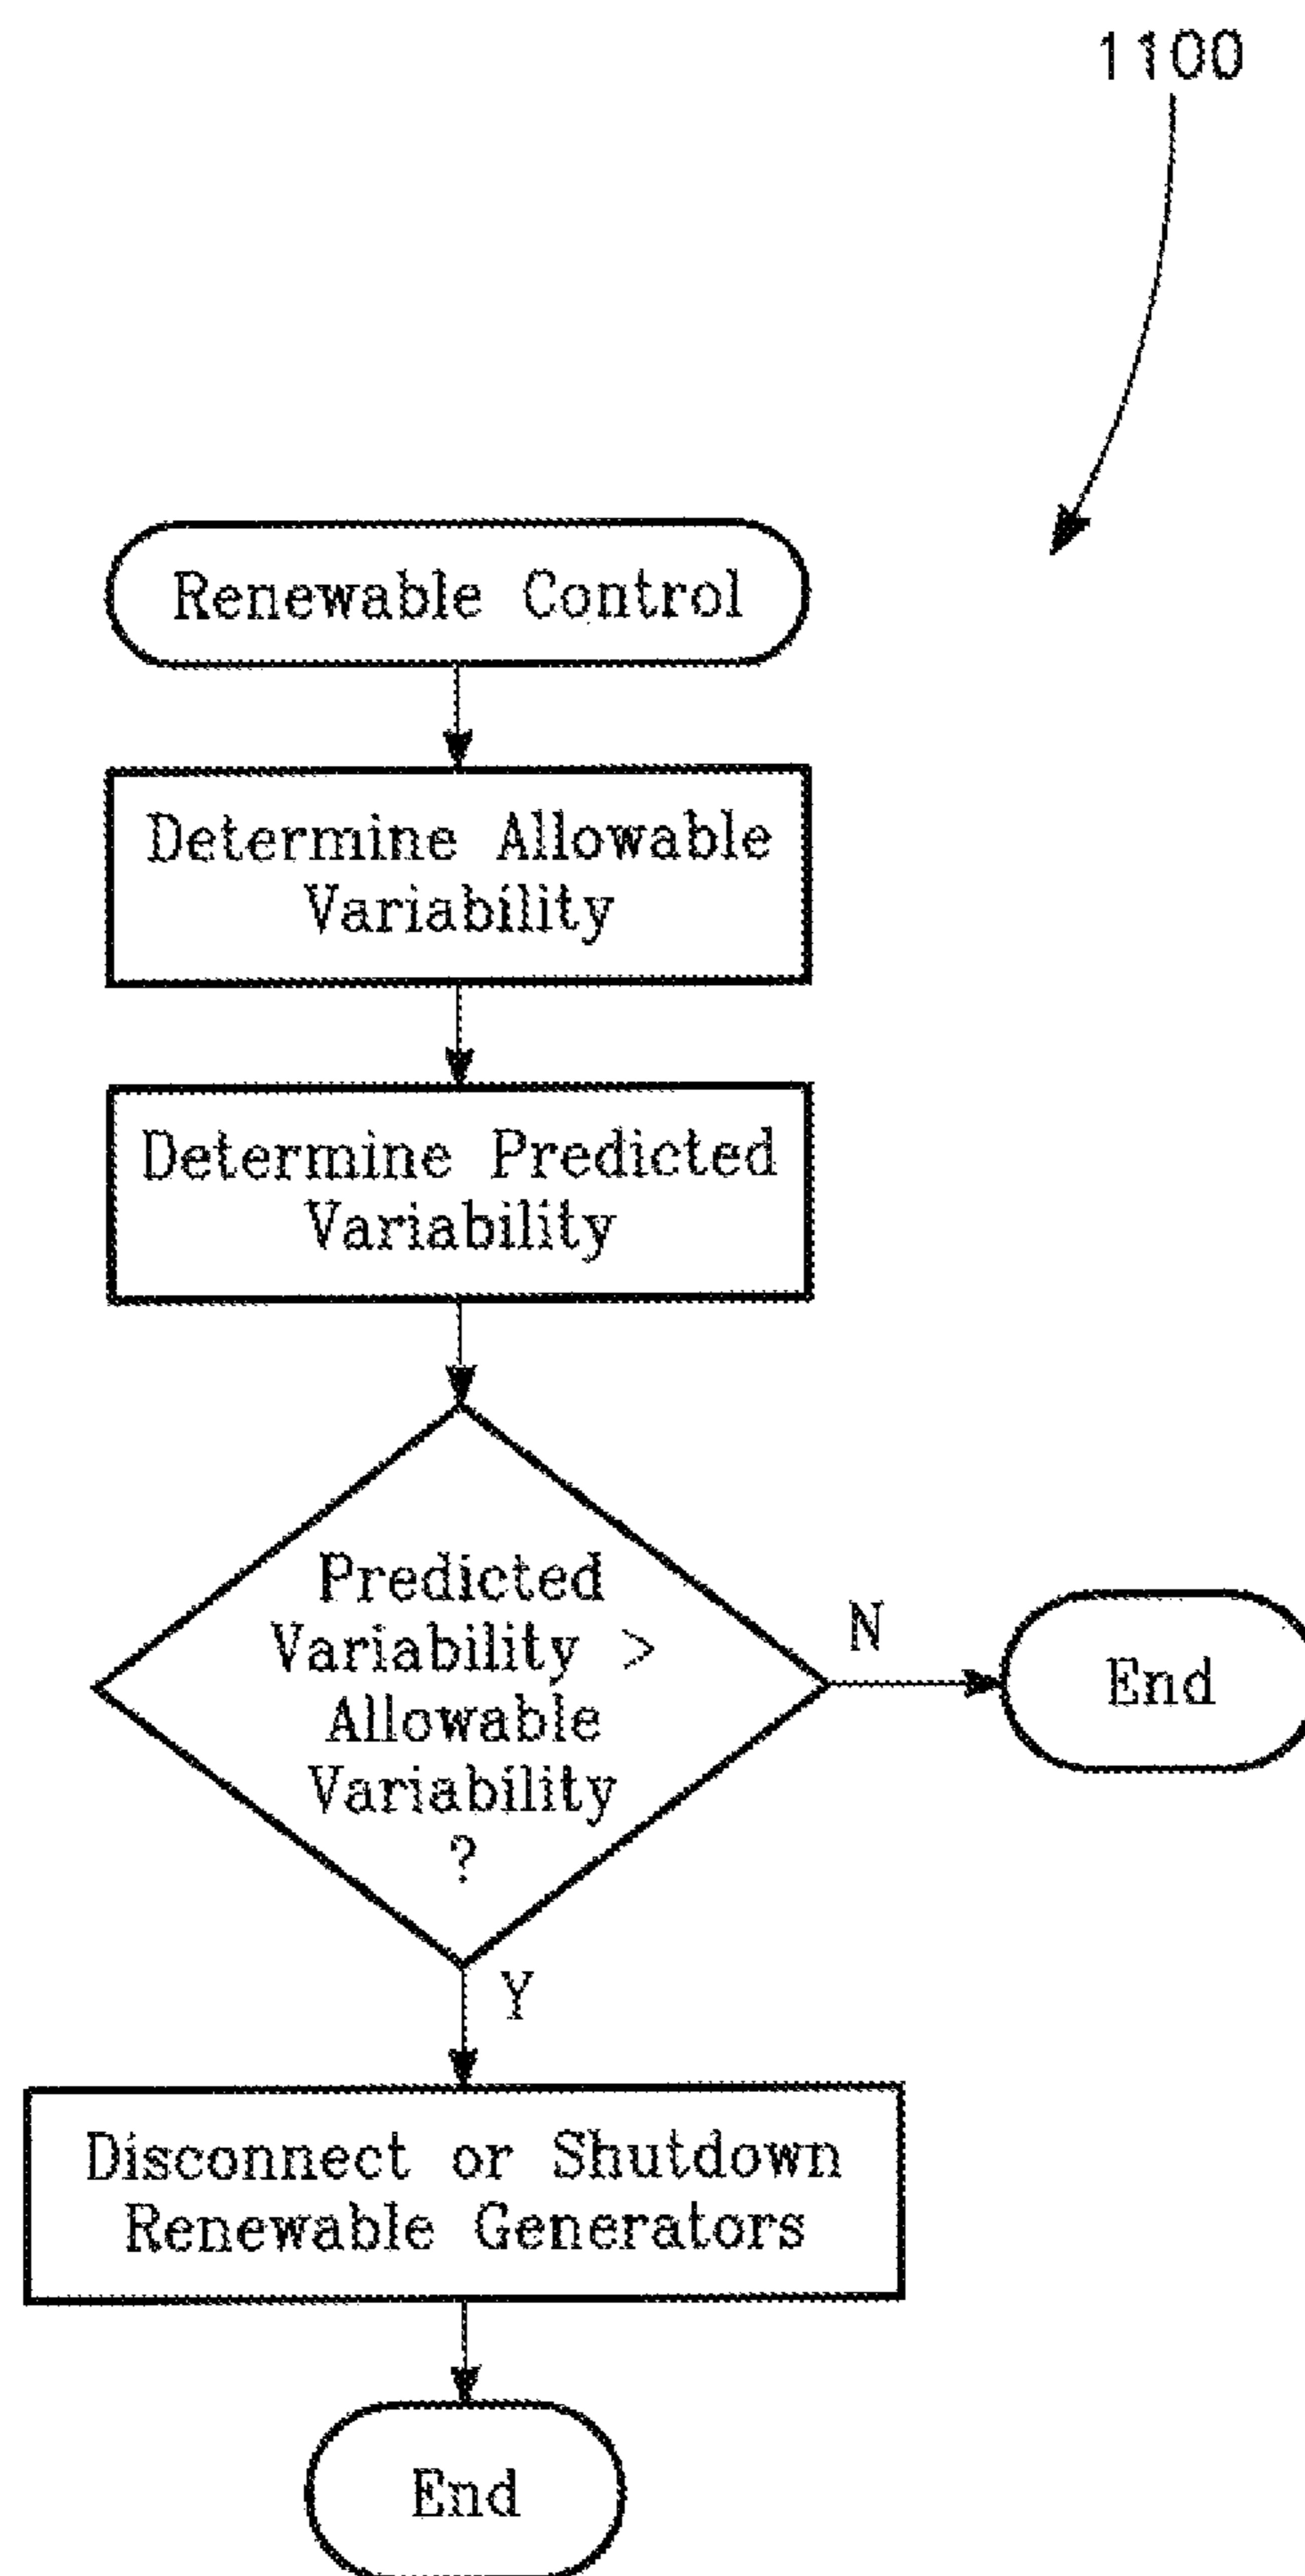 1100
Renewable Control
Determine Allowable
Variability
Determine Predicted
Variability
Predicted
Variability >
Allowable
Variability
?
N
End
Y
Disconnect or Shutdown
Renewable Generators
End